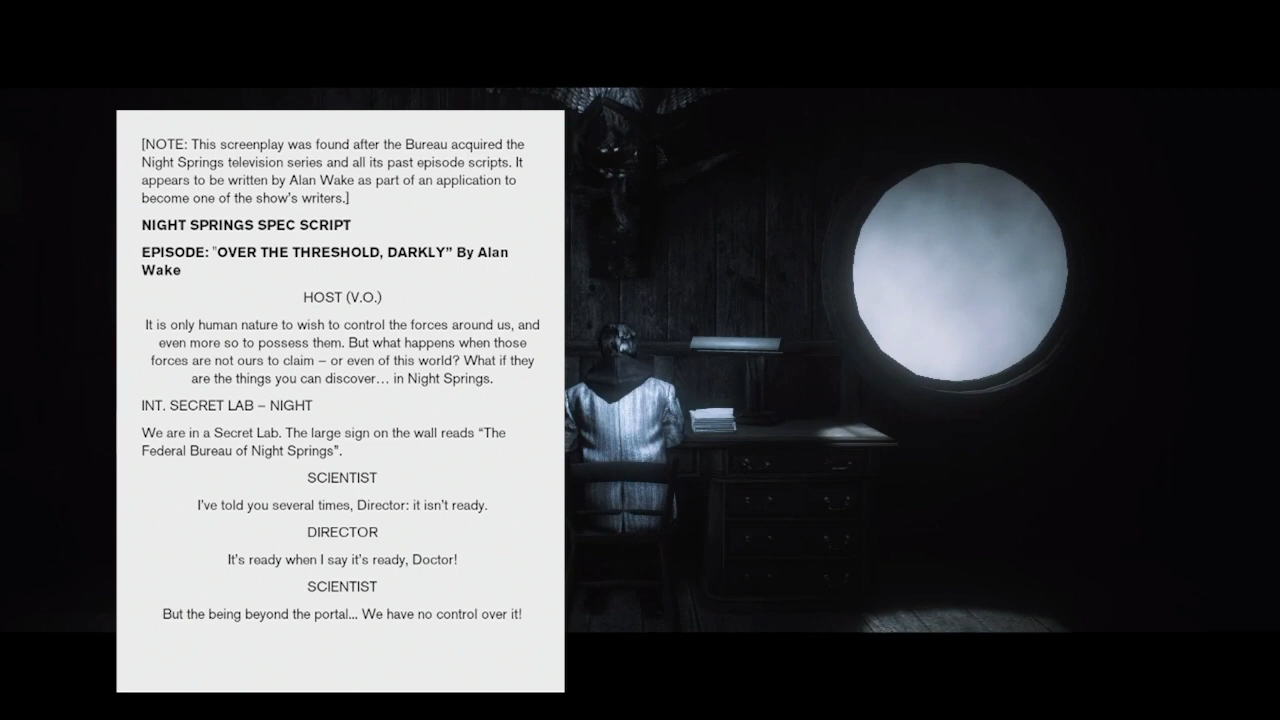 [NOTE: This screenplay was found after the Bureau acquired the
Night Springs television series and all its past episode scripts. It
appears to be written by Alan Wake as part of an application to
become one of the show's writers.]
NIGHT SPRINGS SPEC SCRIPT
EPISODE: "OVER THE THRESHOLD, DARKLY” By Alan
Wake
HOST (V.O.)
It is only human nature to wish to control the forces around us, and
even more so to possess them. But what happens when those
forces are not ours to claim – or even of this world? What if they
are the things you can discover… in Night Springs.
INT. SECRET LAB – NIGHT
We are in a Secret Lab. The large sign on the wall reads “The
Federal Bureau of Night Springs”.
SCIENTIST
I’ve told you several times, Director: it isn’t ready.
DIRECTOR
It’s ready when I say it’s ready, Doctor!
SCIENTIST
But the being beyond the portal... We have no control over it!